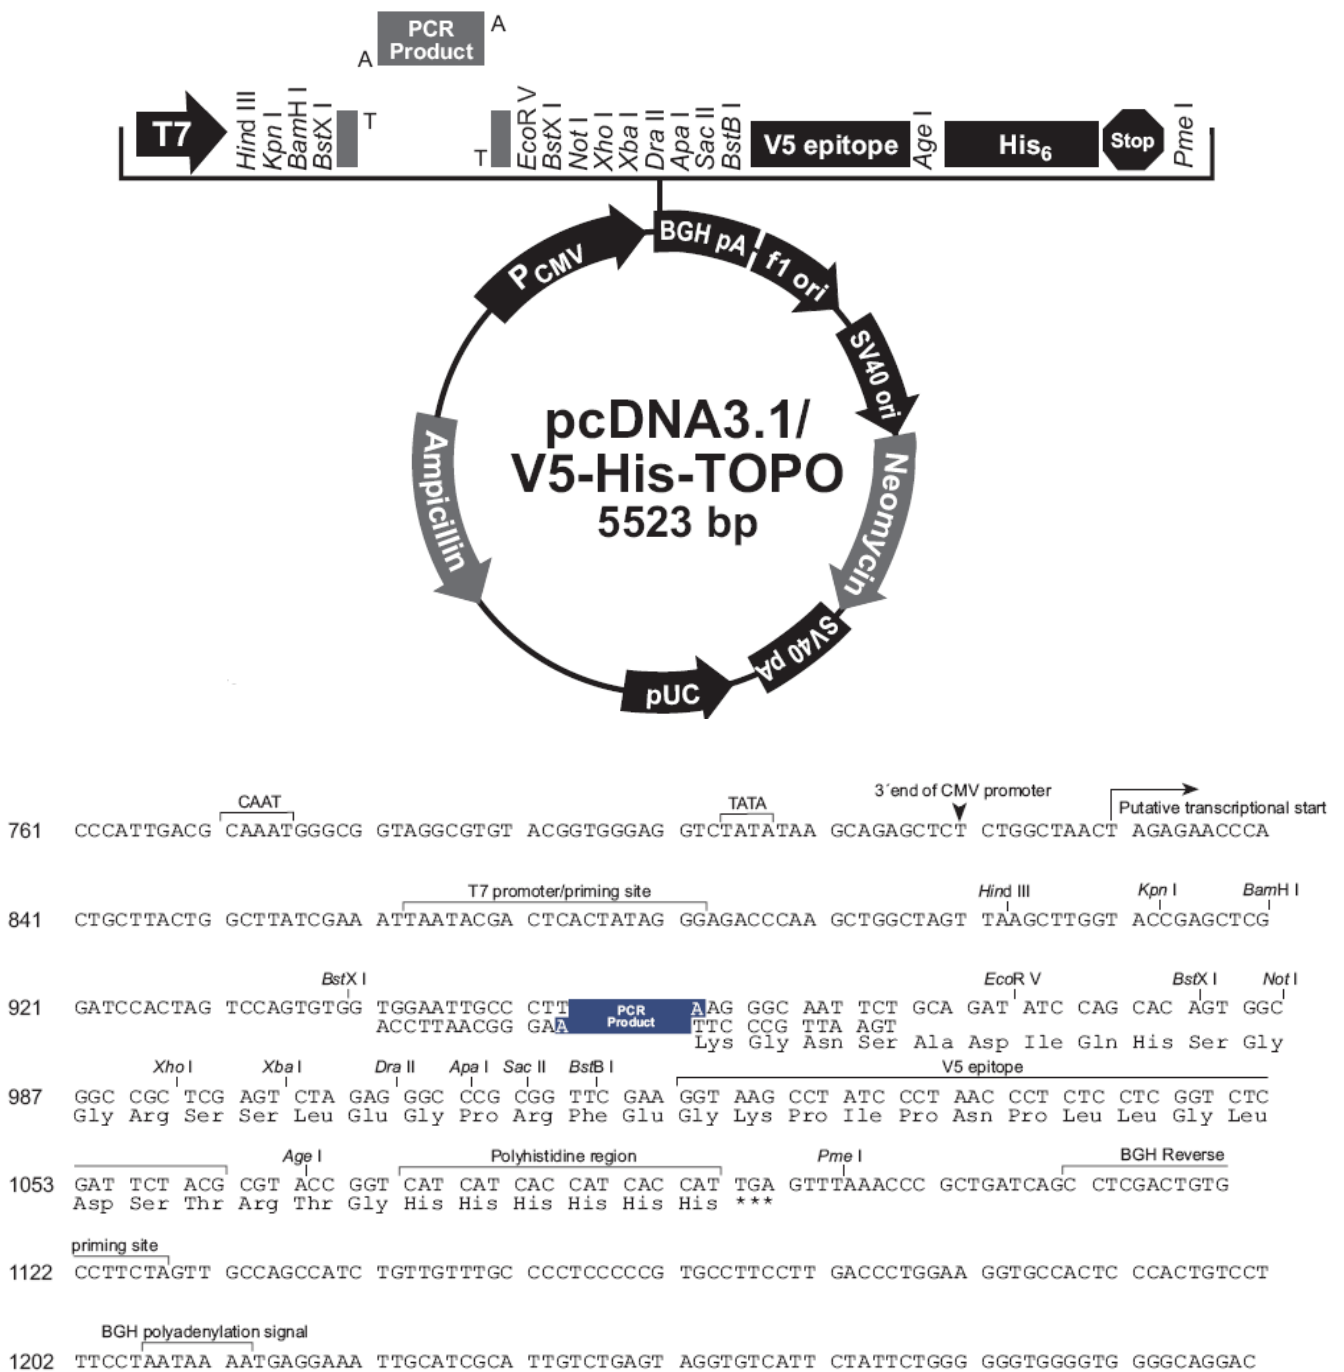 PCR
Product
A
A
T7
Hind III
Kpn I
BamH I
BstX I
T
T
EcoR V
BstX I
Not I
Xho I
Xba I
Dra II
Apa I
Sac II
BstB I
V5 epitope
Age I
His6
Stop
Pme I
PCMV
BGH pA
f1 ori
SV40 ori
Neomycin
SV40 pA
pUC
Ampicillin
pcDNA3.1/
V5-His-TOPO
5523 bp
CAAT TATA 3´end of CMV promoter Putative transcriptional start
761 CCCATTGACG CAAATGGGCG GTAGGCGTGT ACGGTGGGAG GTCTATATAA GCAGAGCTCT CTGGCTAACT AGAGAACCCA
T7 promoter/priming site Hind III Kpn I BamH I
841 CTGCTTACTG GCTTATCGAA ATTAATACGA CTCACTATAG GGAGACCCAA GCTGGCTAGT TAAGCTTGGT ACCGAGCTCG
BstX I EcoR V BstX I Not I
921 GATCCACTAG TCCAGTGTGG TGGAATTGCC CTT PCR Product AAG GGC AAT TCT GCA GAT ATC CAG CAC AGT GGC
ACCTTAACGG GAA TTC CCG TTA AGT
Lys Gly Asn Ser Ala Asp Ile Gln His Ser Gly
Xho I Xba I Dra II Apa I Sac II BstB I V5 epitope
987 GGC CGC TCG AGT CTA GAG GGC CCG CGG TTC GAA GGT AAG CCT ATC CCT AAC CCT CTC CTC GGT CTC
Gly Arg Ser Ser Leu Glu Gly Pro Arg Phe Glu Gly Lys Pro Ile Pro Asn Pro Leu Leu Gly Leu
Age I Polyhistidine region Pme I BGH Reverse
1053 GAT TCT ACG CGT ACC GGT CAT CAT CAC CAT CAC CAT TGA GTTTAAACCC GCTGATCAGC CTCGACTGTG
Asp Ser Thr Arg Thr Gly His His His His His His ***
priming site
1122 CCTTCTAGTT GCCAGCCATC TGTTGTTTGC CCCTCCCCCG TGCCTTCCTT GACCCTGGAA GGTGCCACTC CCACTGTCCT
BGH polyadenylation signal
1202 TTCCTAATAA AATGAGGAAA TTGCATCGCA TTGTCTGAGT AGGTGTCATT CTATTCTGGG GGGTGGGGTG GGGCAGGAC